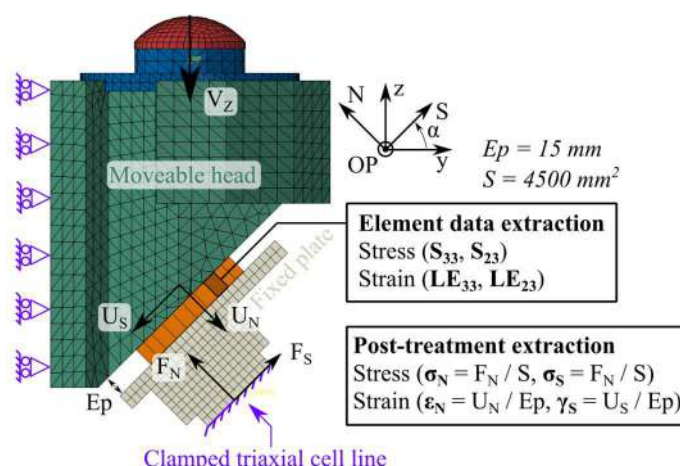 V_Z
N
z
S
α
OP
y
Ep = 15 mm
S = 4500 mm²
Moveable head
Fixed plate
Element data extraction
Stress (S₃₃, S₂₃)
Strain (LE₃₃, LE₂₃)
U_S
U_N
F_N
F_S
Ep
Post-treatment extraction
Stress (σ_N = F_N / S, σ_S = F_N / S)
Strain (ε_N = U_N / Ep, γ_S = U_S / Ep)
Clamped triaxial cell line